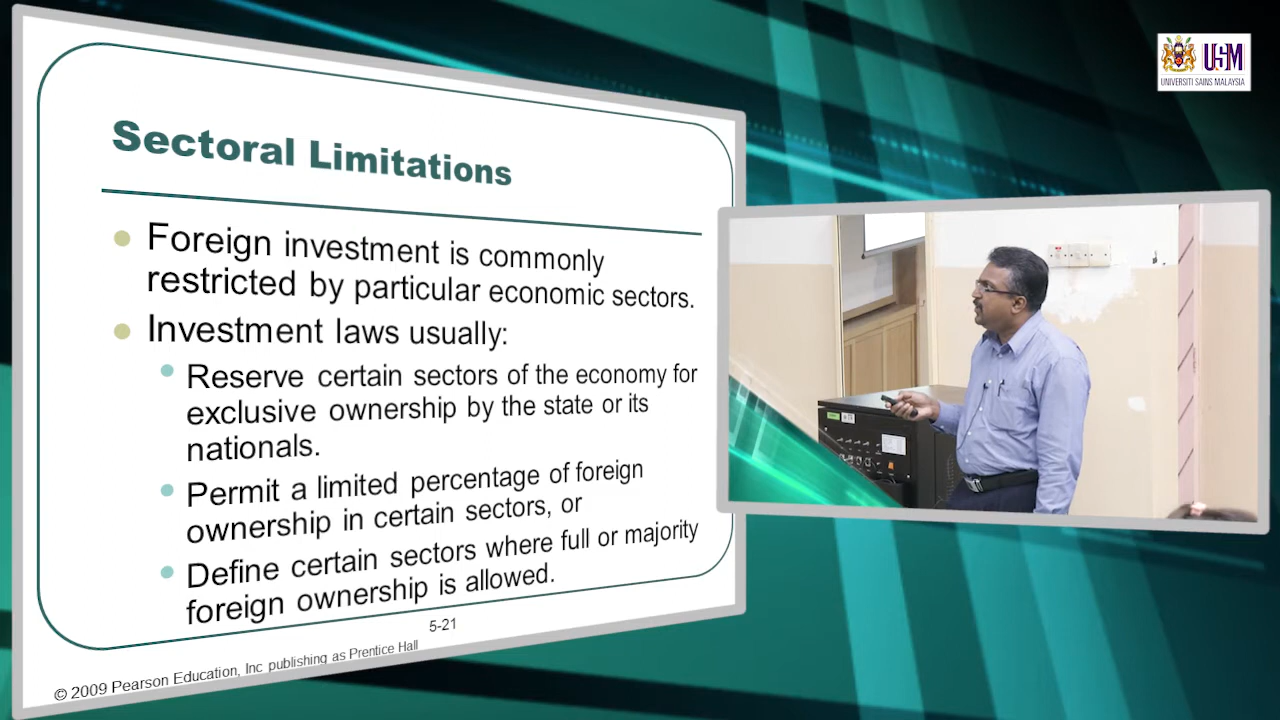 Sectoral Limitations
Foreign investment is commonly
restricted by particular economic sectors.
Investment laws usually:
Reserve certain sectors of the economy for
exclusive ownership by the state or its
nationals.
Permit a limited percentage of foreign
ownership in certain sectors, or
Define certain sectors where full or majority
foreign ownership is allowed.
5-21
© 2009 Pearson Education, Inc publishing as Prentice Hall
USM
UNIVERSITI SAINS MALAYSIA